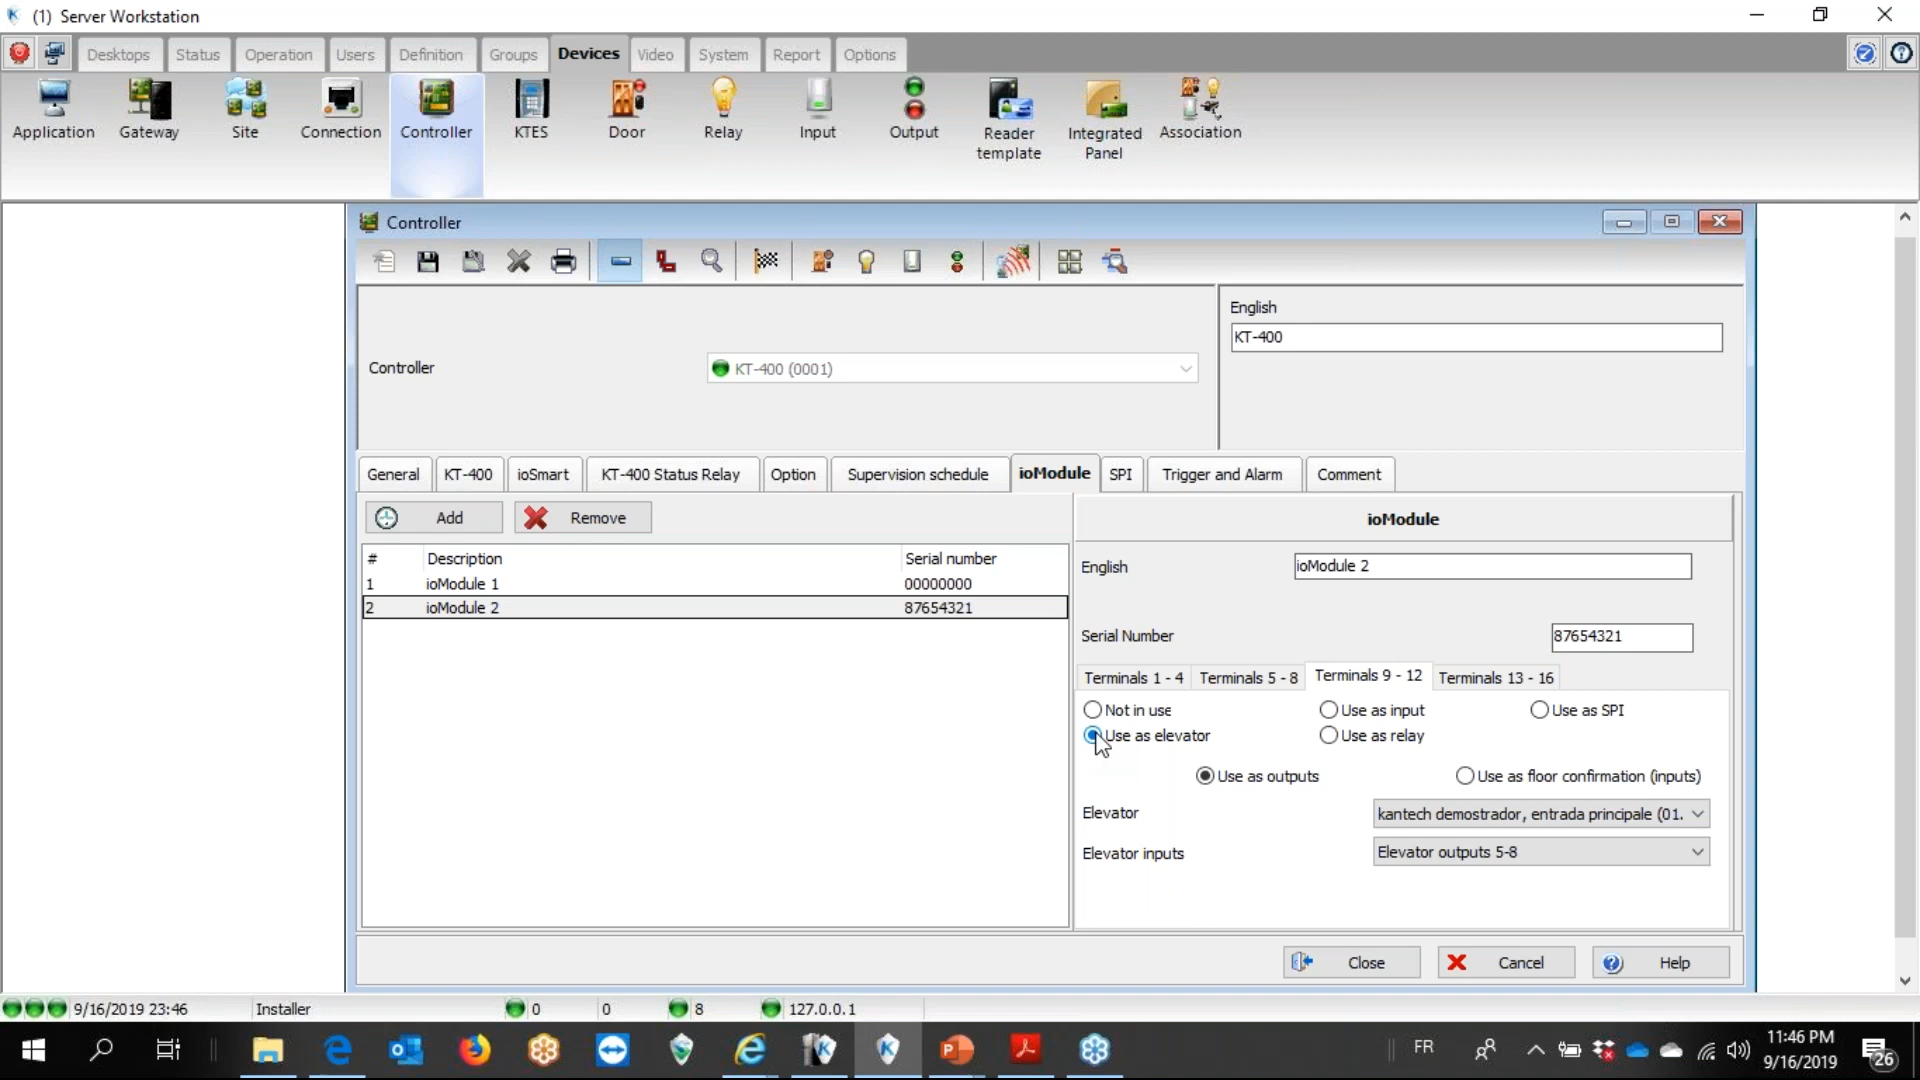 (1) Server Workstation
Desktops Status Operation Users Definition Groups Devices Video System Report Options
Application Gateway Site Connection Controller KTES Door Relay Input Output Reader template Integrated Panel Association
Controller
English
KT-400
Controller KT-400 (0001)
General KT-400 ioSmart KT-400 Status Relay Option Supervision schedule ioModule SPI Trigger and Alarm Comment
Add Remove
ioModule
# Description Serial number
1 ioModule 1 00000000
2 ioModule 2 87654321
English ioModule 2
Serial Number 87654321
Terminals 1 - 4 Terminals 5 - 8 Terminals 9 - 12 Terminals 13 - 16
Not in use Use as input Use as SPI
Use as elevator Use as relay
Use as outputs Use as floor confirmation (inputs)
Elevator kantech demostrador, entrada principale (01.
Elevator inputs Elevator outputs 5-8
Close Cancel Help
9/16/2019 23:46 Installer 0 0 8 127.0.0.1
FR 11:46 PM
9/16/2019
26